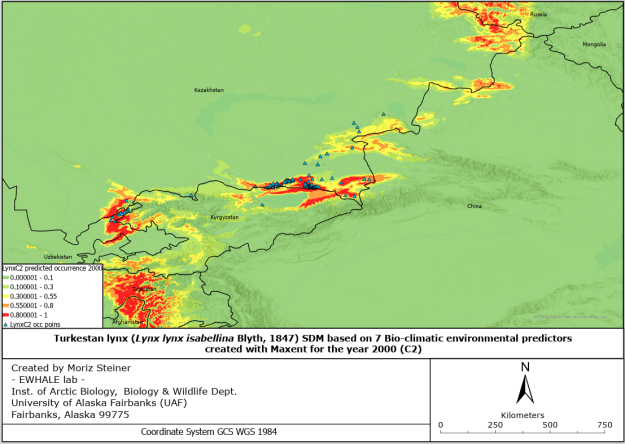 Russia
Mongolia
Kazakhstan
China
Kyrgyzstan
Uzbekistan
Tajikistan
Afghanistan
LynxC2 predicted occurrence 2000
0.000001 - 0.1
0.100001 - 0.3
0.300001 - 0.55
0.550001 - 0.8
0.800001 - 1
LynxC2 occ poins
Turkestan lynx (Lynx lynx isabellina Blyth, 1847) SDM based on 7 Bio-climatic environmental predictors
created with Maxent for the year 2000 (C2)
Created by Moriz Steiner
- EWHALE lab -
Inst. of Arctic Biology, Biology & Wildlife Dept.
University of Alaska Fairbanks (UAF)
Fairbanks, Alaska 99775
Coordinate System GCS WGS 1984
N
Kilometers
0 250 500 750